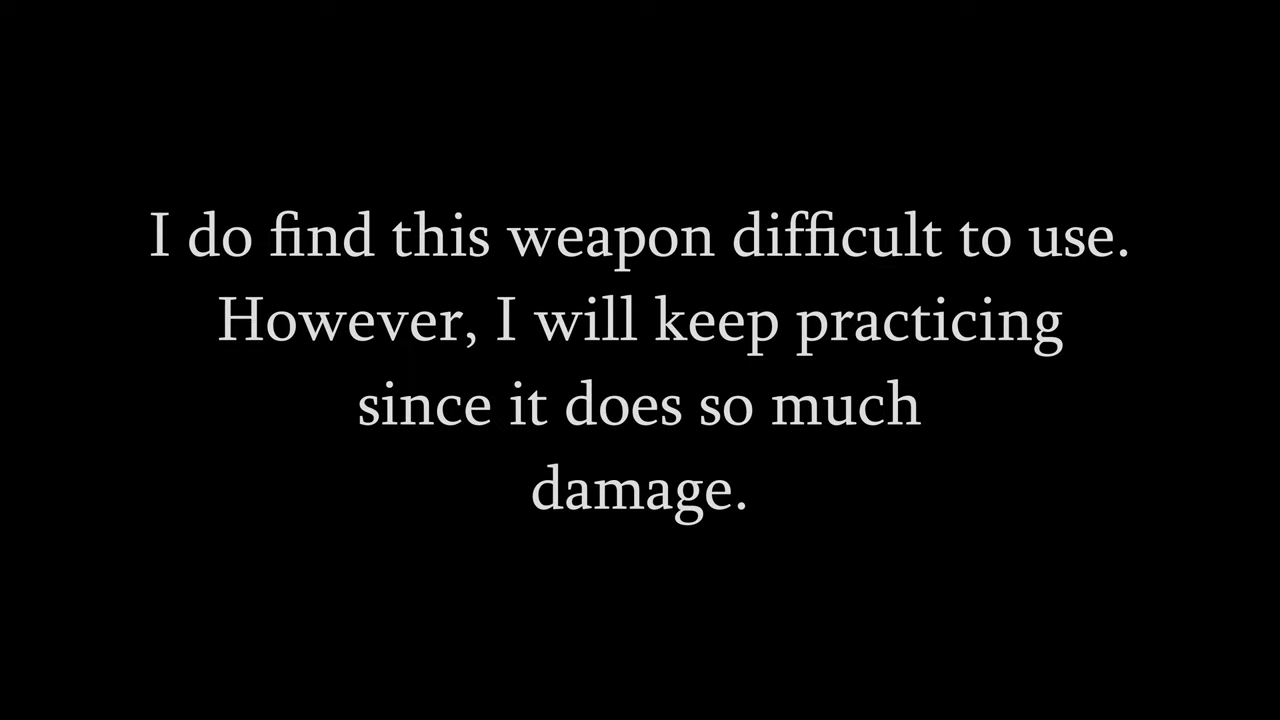 I do find this weapon difficult to use.
However, I will keep practicing
since it does so much
damage.